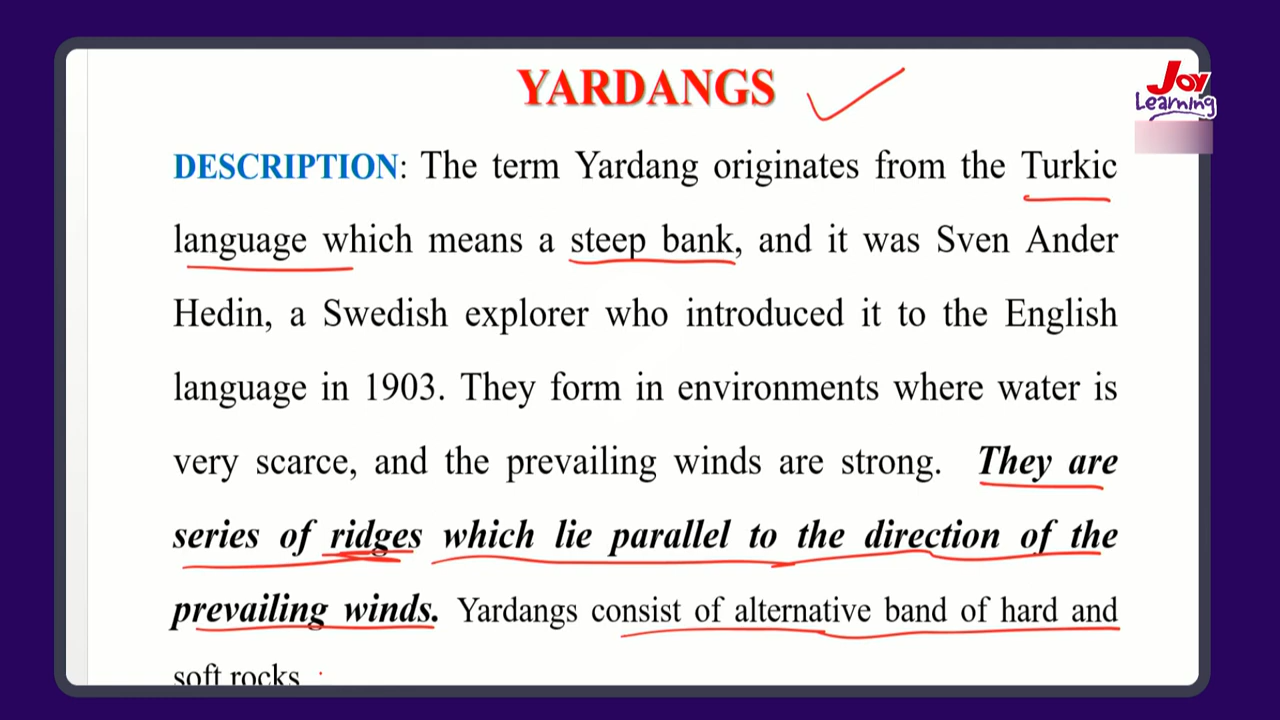 YARDANGS
Joy
Learning
DESCRIPTION: The term Yardang originates from the Turkic
language which means a steep bank, and it was Sven Ander
Hedin, a Swedish explorer who introduced it to the English
language in 1903. They form in environments where water is
very scarce, and the prevailing winds are strong. They are
series of ridges which lie parallel to the direction of the
prevailing winds. Yardangs consist of alternative band of hard and
soft rocks